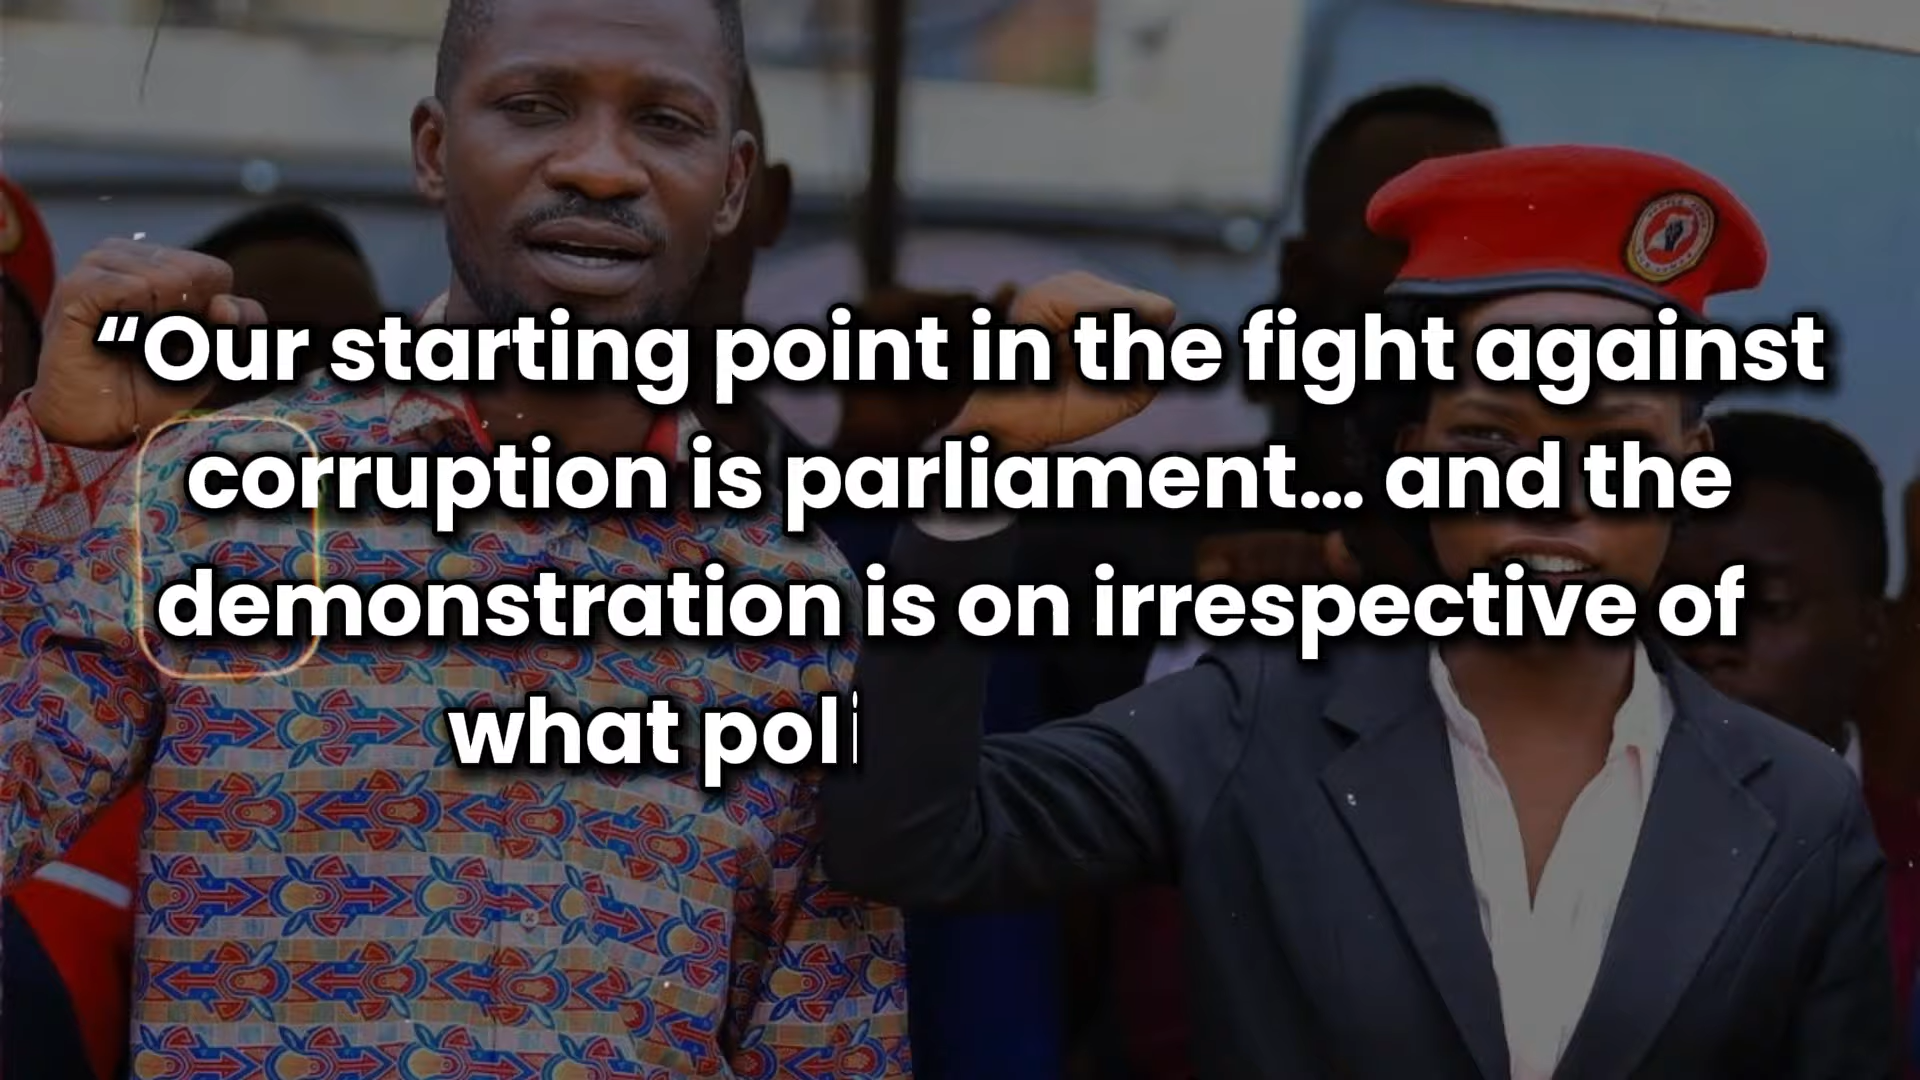 “Our starting point in the fight against
corruption is parliament... and the
demonstration is on irrespective of
what pol